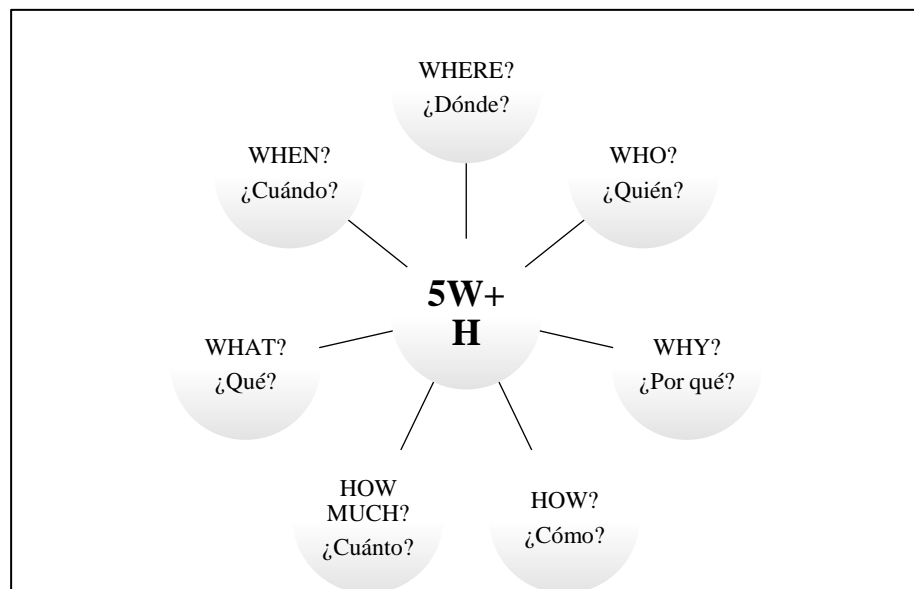 WHERE?
¿Dónde?
WHO?
¿Quién?
WHY?
¿Por qué?
HOW?
¿Cómo?
HOW
MUCH?
¿Cuánto?
WHAT?
¿Qué?
WHEN?
¿Cuándo?
5W+
H